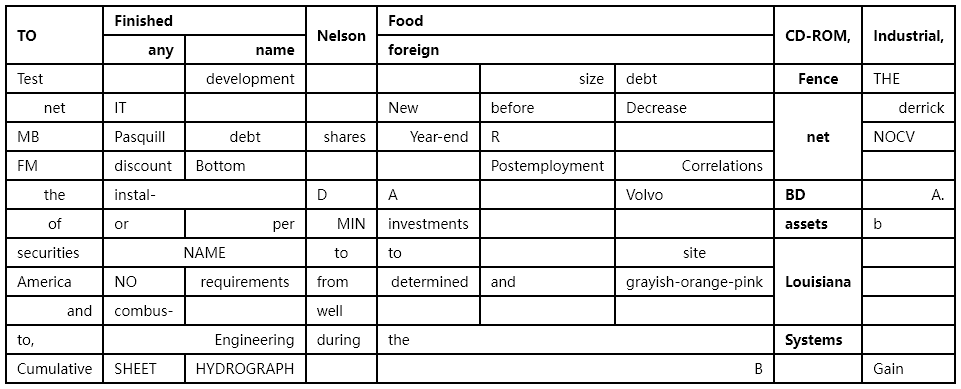 TO Finished Nelson Food CD-ROM, Industrial,
any name foreign
Test development size debt Fence THE
net IT New before Decrease net derrick
MB Pasquill debt shares Year-end R NOCV
FM discount Bottom Postemployment Correlations
the instal- D A Volvo BD A.
of or per MIN investments assets b
securities NAME to to site Louisiana
America NO requirements from determined and grayish-orange-pink
and combus- well
to, Engineering during the Systems
Cumulative SHEET HYDROGRAPH B Gain